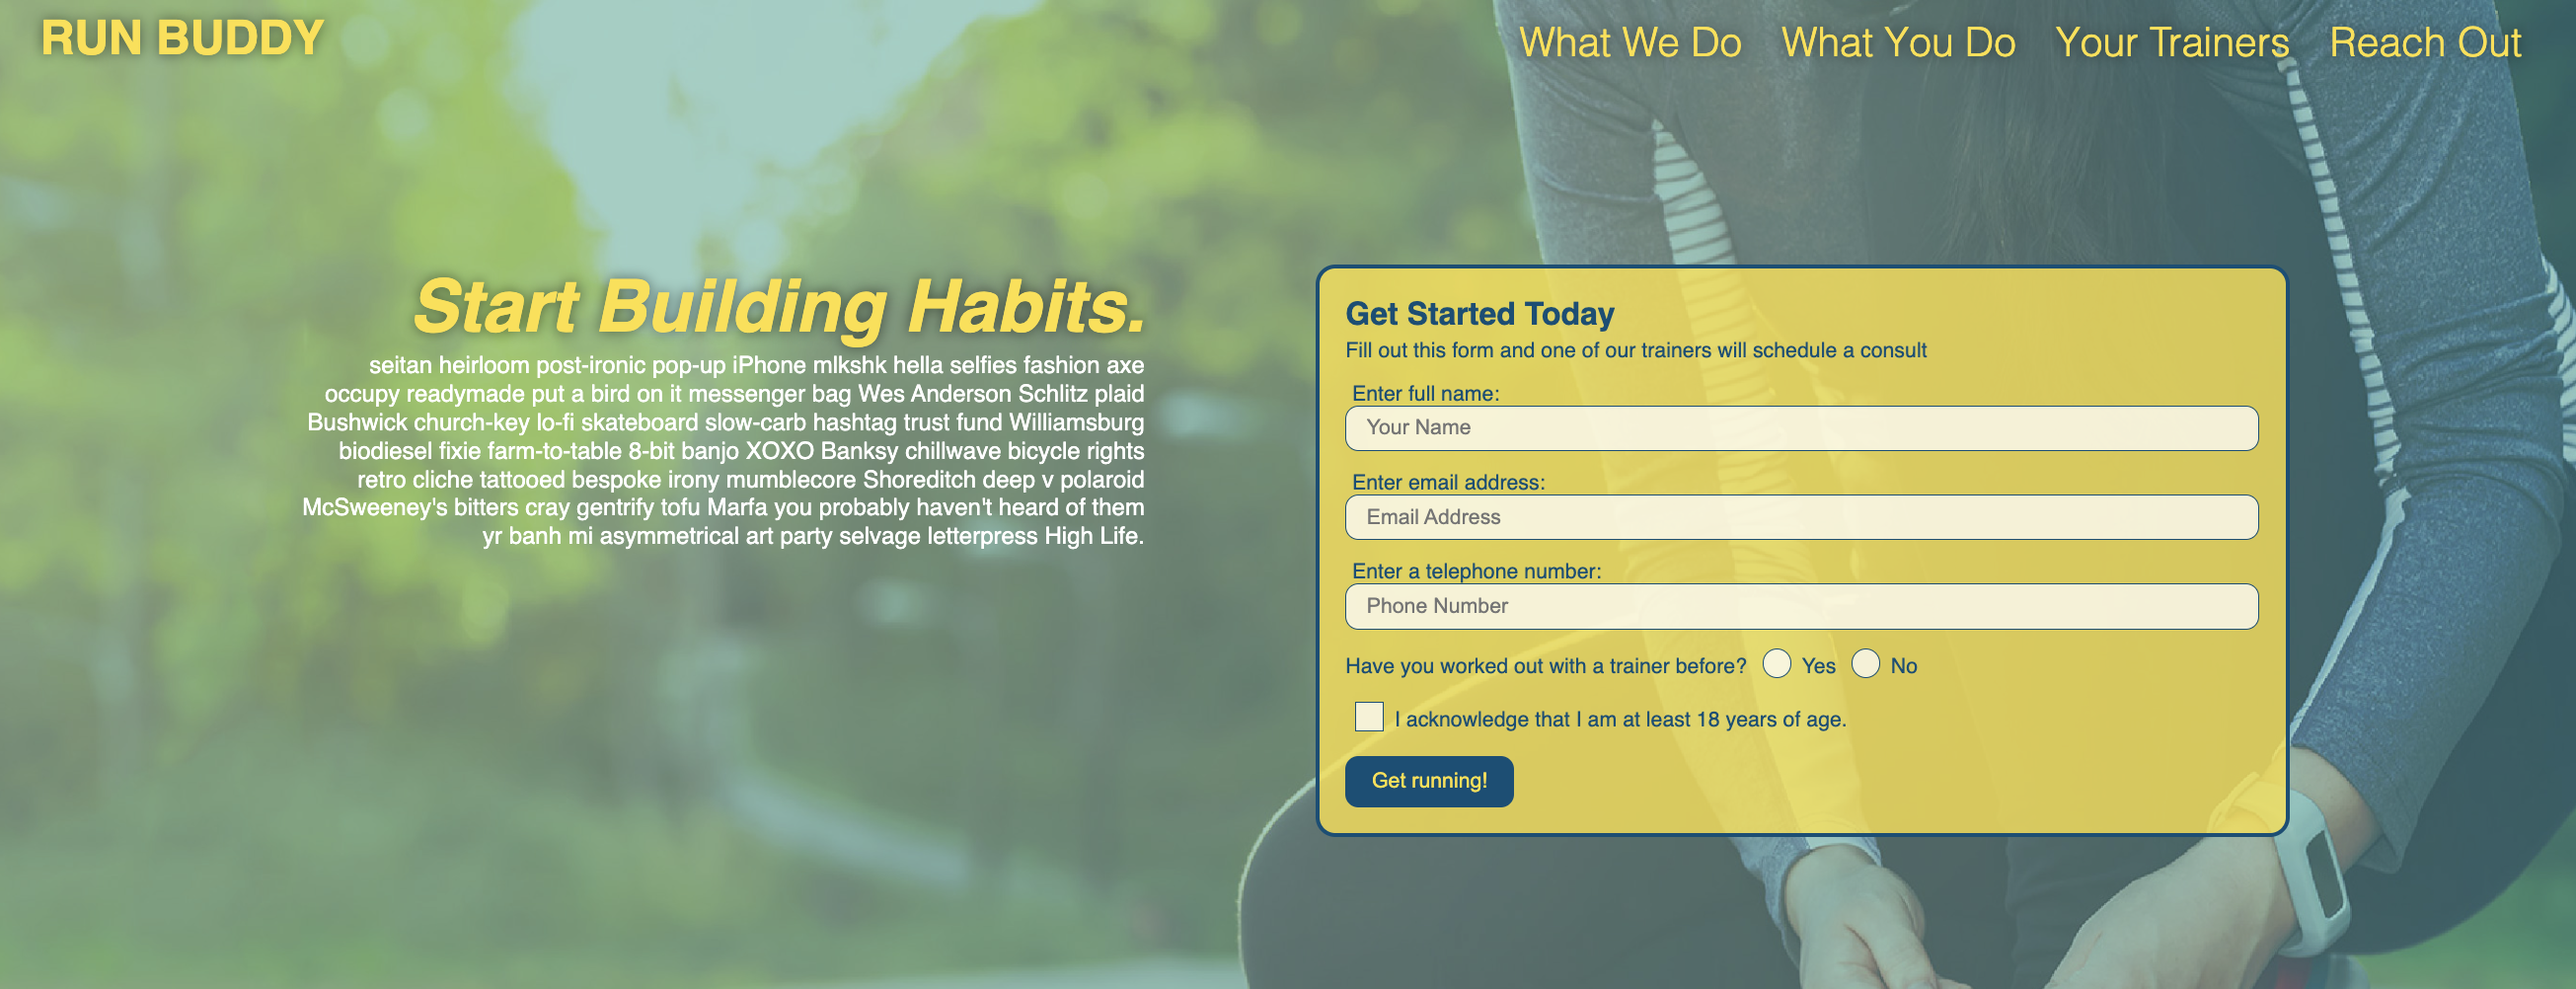 RUN BUDDY
What We Do What You Do Your Trainers Reach Out
Start Building Habits.
seitan heirloom post-ironic pop-up iPhone mlkshk hella selfies fashion axe
occupy readymade put a bird on it messenger bag Wes Anderson Schlitz plaid
Bushwick church-key lo-fi skateboard slow-carb hashtag trust fund Williamsburg
biodiesel fixie farm-to-table 8-bit banjo XOXO Banksy chillwave bicycle rights
retro cliche tattooed bespoke irony mumblecore Shoreditch deep v polaroid
McSweeney's bitters cray gentrify tofu Marfa you probably haven't heard of them
yr banh mi asymmetrical art party selvage letterpress High Life.
Get Started Today
Fill out this form and one of our trainers will schedule a consult
Enter full name:
Your Name
Enter email address:
Email Address
Enter a telephone number:
Phone Number
Have you worked out with a trainer before? Yes No
I acknowledge that I am at least 18 years of age.
Get running!